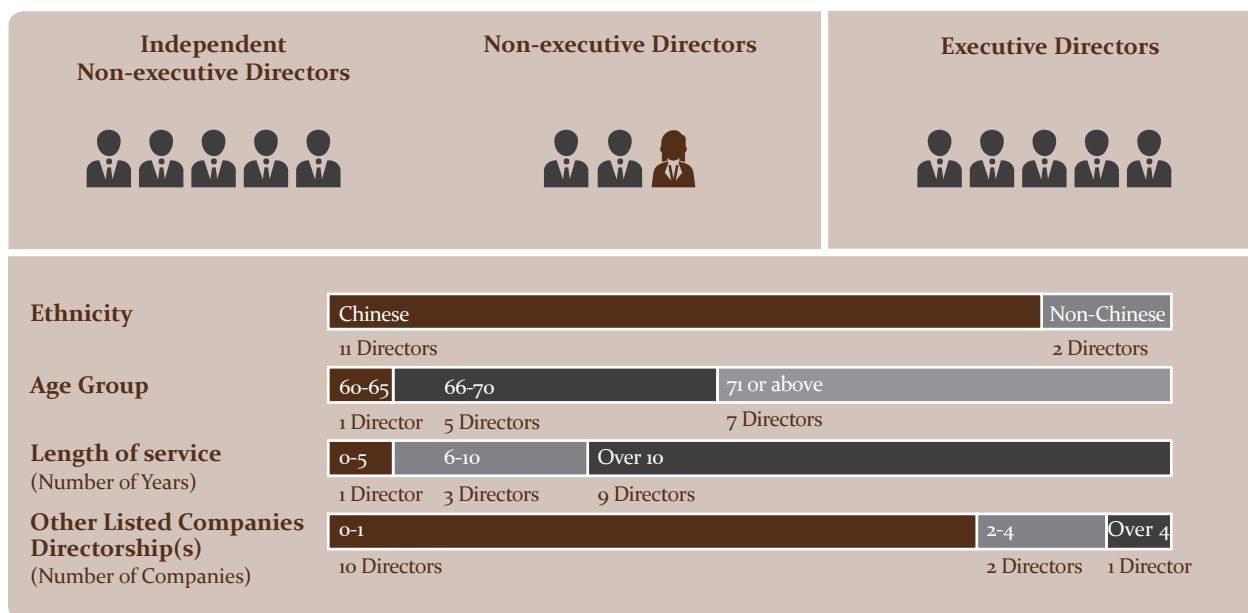 Independent
Non-executive Directors
Non-executive Directors
Executive Directors
Ethnicity
Chinese
Non-Chinese
11 Directors
2 Directors
Age Group
60-65
66-70
71 or above
1 Director
5 Directors
7 Directors
Length of service
(Number of Years)
0-5
6-10
Over 10
1 Director
3 Directors
9 Directors
Other Listed Companies
Directorship(s)
(Number of Companies)
0-1
2-4
Over 4
10 Directors
2 Directors
1 Director